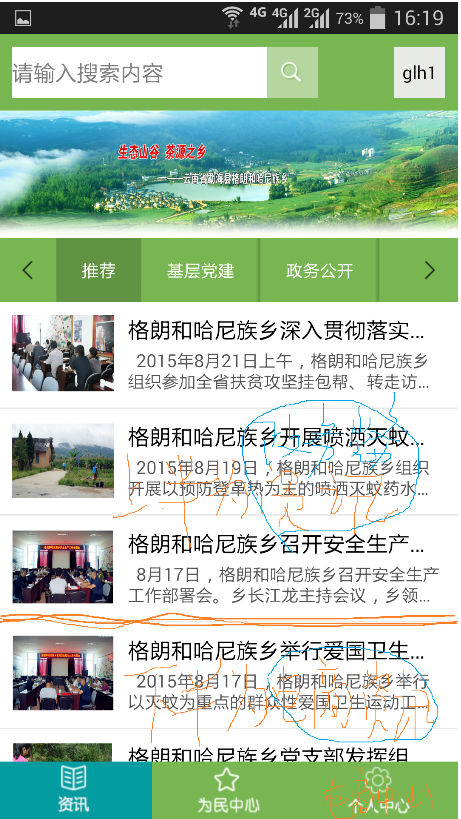 4G 4G 2G 73% 16:19
请输入搜索内容
glh1
生态山谷 茶源之乡
——云南省勐海县格朗和哈尼族乡
推荐 基层党建 政务公开
格朗和哈尼族乡深入贯彻落实...
2015年8月21日上午，格朗和哈尼族乡
组织参加全省扶贫攻坚挂包帮、转走访...
格朗和哈尼族乡开展喷洒灭蚊...
2015年8月19日，格朗和哈尼族乡组织
开展以预防登革热为主的喷洒灭蚊药水...
格朗和哈尼族乡召开安全生产...
8月17日，格朗和哈尼族乡召开安全生产
工作部署会。乡长江龙主持会议，乡领...
格朗和哈尼族乡举行爱国卫生...
2015年8月17日，格朗和哈尼族乡举行
以灭蚊为重点的群众性爱国卫生运动工...
格朗和哈尼族乡党支部发挥组
资讯 为民中心 个人中心